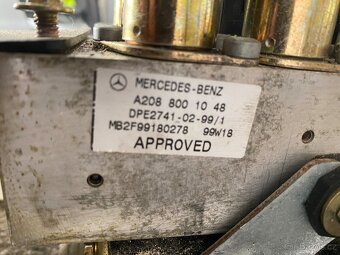 MERCEDES-BENZ
A208 800 10 48
DPE2741-02-99/1
MB2F99180278 99W18
APPROVED